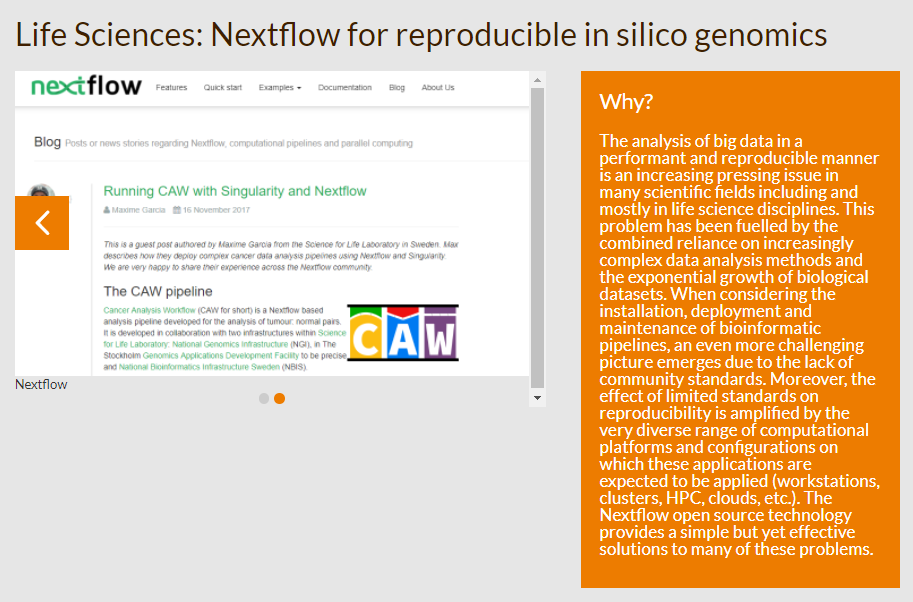 Life Sciences: Nextflow for reproducible in silico genomics
nextflow
Features Quick start Examples Documentation Blog About Us
Blog Posts or news stories regarding Nextflow, computational pipelines and parallel computing
Running CAW with Singularity and Nextflow
Maxime Garcia 16 November 2017
This is a guest post authored by Maxime Garcia from the Science for Life Laboratory in Sweden. Max
describes how they deploy complex cancer data analysis pipelines using Nextflow and Singularity.
We are very happy to share their experience across the Nextflow community.
The CAW pipeline
Cancer Analysis Workflow (CAW for short) is a Nextflow based
analysis pipeline developed for the analysis of tumour: normal pairs.
It is developed in collaboration with two infrastructures within Science
for Life Laboratory: National Genomics Infrastructure (NGI), in The
Stockholm Genomics Applications Development Facility to be precise
and National Bioinformatics Infrastructure Sweden (NBIS).
CAW
Nextflow
Why?
The analysis of big data in a
performant and reproducible manner
is an increasing pressing issue in
many scientific fields including and
mostly in life science disciplines. This
problem has been fuelled by the
combined reliance on increasingly
complex data analysis methods and
the exponential growth of biological
datasets. When considering the
installation, deployment and
maintenance of bioinformatic
pipelines, an even more challenging
picture emerges due to the lack of
community standards. Moreover, the
effect of limited standards on
reproducibility is amplified by the
very diverse range of computational
platforms and configurations on
which these applications are
expected to be applied (workstations,
clusters, HPC, clouds, etc.). The
Nextflow open source technology
provides a simple but yet effective
solutions to many of these problems.